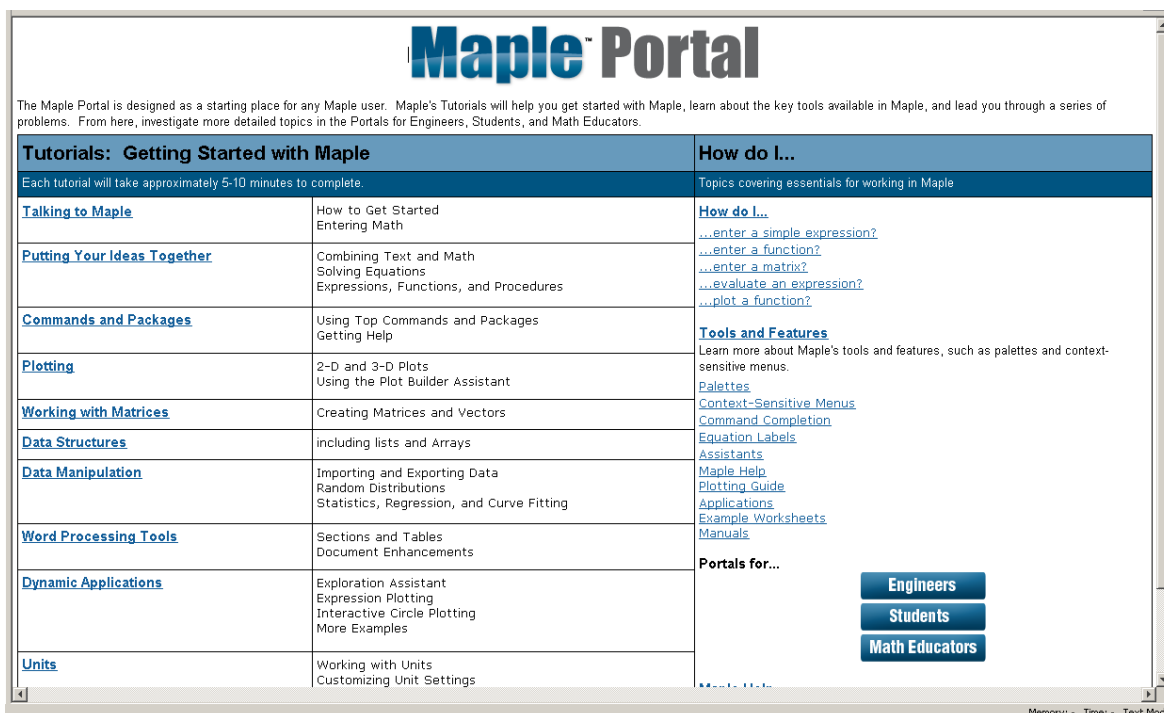 Maple™ Portal
The Maple Portal is designed as a starting place for any Maple user. Maple's Tutorials will help you get started with Maple, learn about the key tools available in Maple, and lead you through a series of
problems. From here, investigate more detailed topics in the Portals for Engineers, Students, and Math Educators.
Tutorials: Getting Started with Maple
Each tutorial will take approximately 5-10 minutes to complete.
Talking to Maple
How to Get Started
Entering Math
Putting Your Ideas Together
Combining Text and Math
Solving Equations
Expressions, Functions, and Procedures
Commands and Packages
Using Top Commands and Packages
Getting Help
Plotting
2-D and 3-D Plots
Using the Plot Builder Assistant
Working with Matrices
Creating Matrices and Vectors
Data Structures
including lists and Arrays
Data Manipulation
Importing and Exporting Data
Random Distributions
Statistics, Regression, and Curve Fitting
Word Processing Tools
Sections and Tables
Document Enhancements
Dynamic Applications
Exploration Assistant
Expression Plotting
Interactive Circle Plotting
More Examples
Units
Working with Units
Customizing Unit Settings
How do I...
Topics covering essentials for working in Maple
How do I...
...enter a simple expression?
...enter a function?
...enter a matrix?
...evaluate an expression?
...plot a function?
Tools and Features
Learn more about Maple's tools and features, such as palettes and context-
sensitive menus.
Palettes
Context-Sensitive Menus
Command Completion
Equation Labels
Assistants
Maple Help
Plotting Guide
Applications
Example Worksheets
Manuals
Portals for...
Engineers
Students
Math Educators